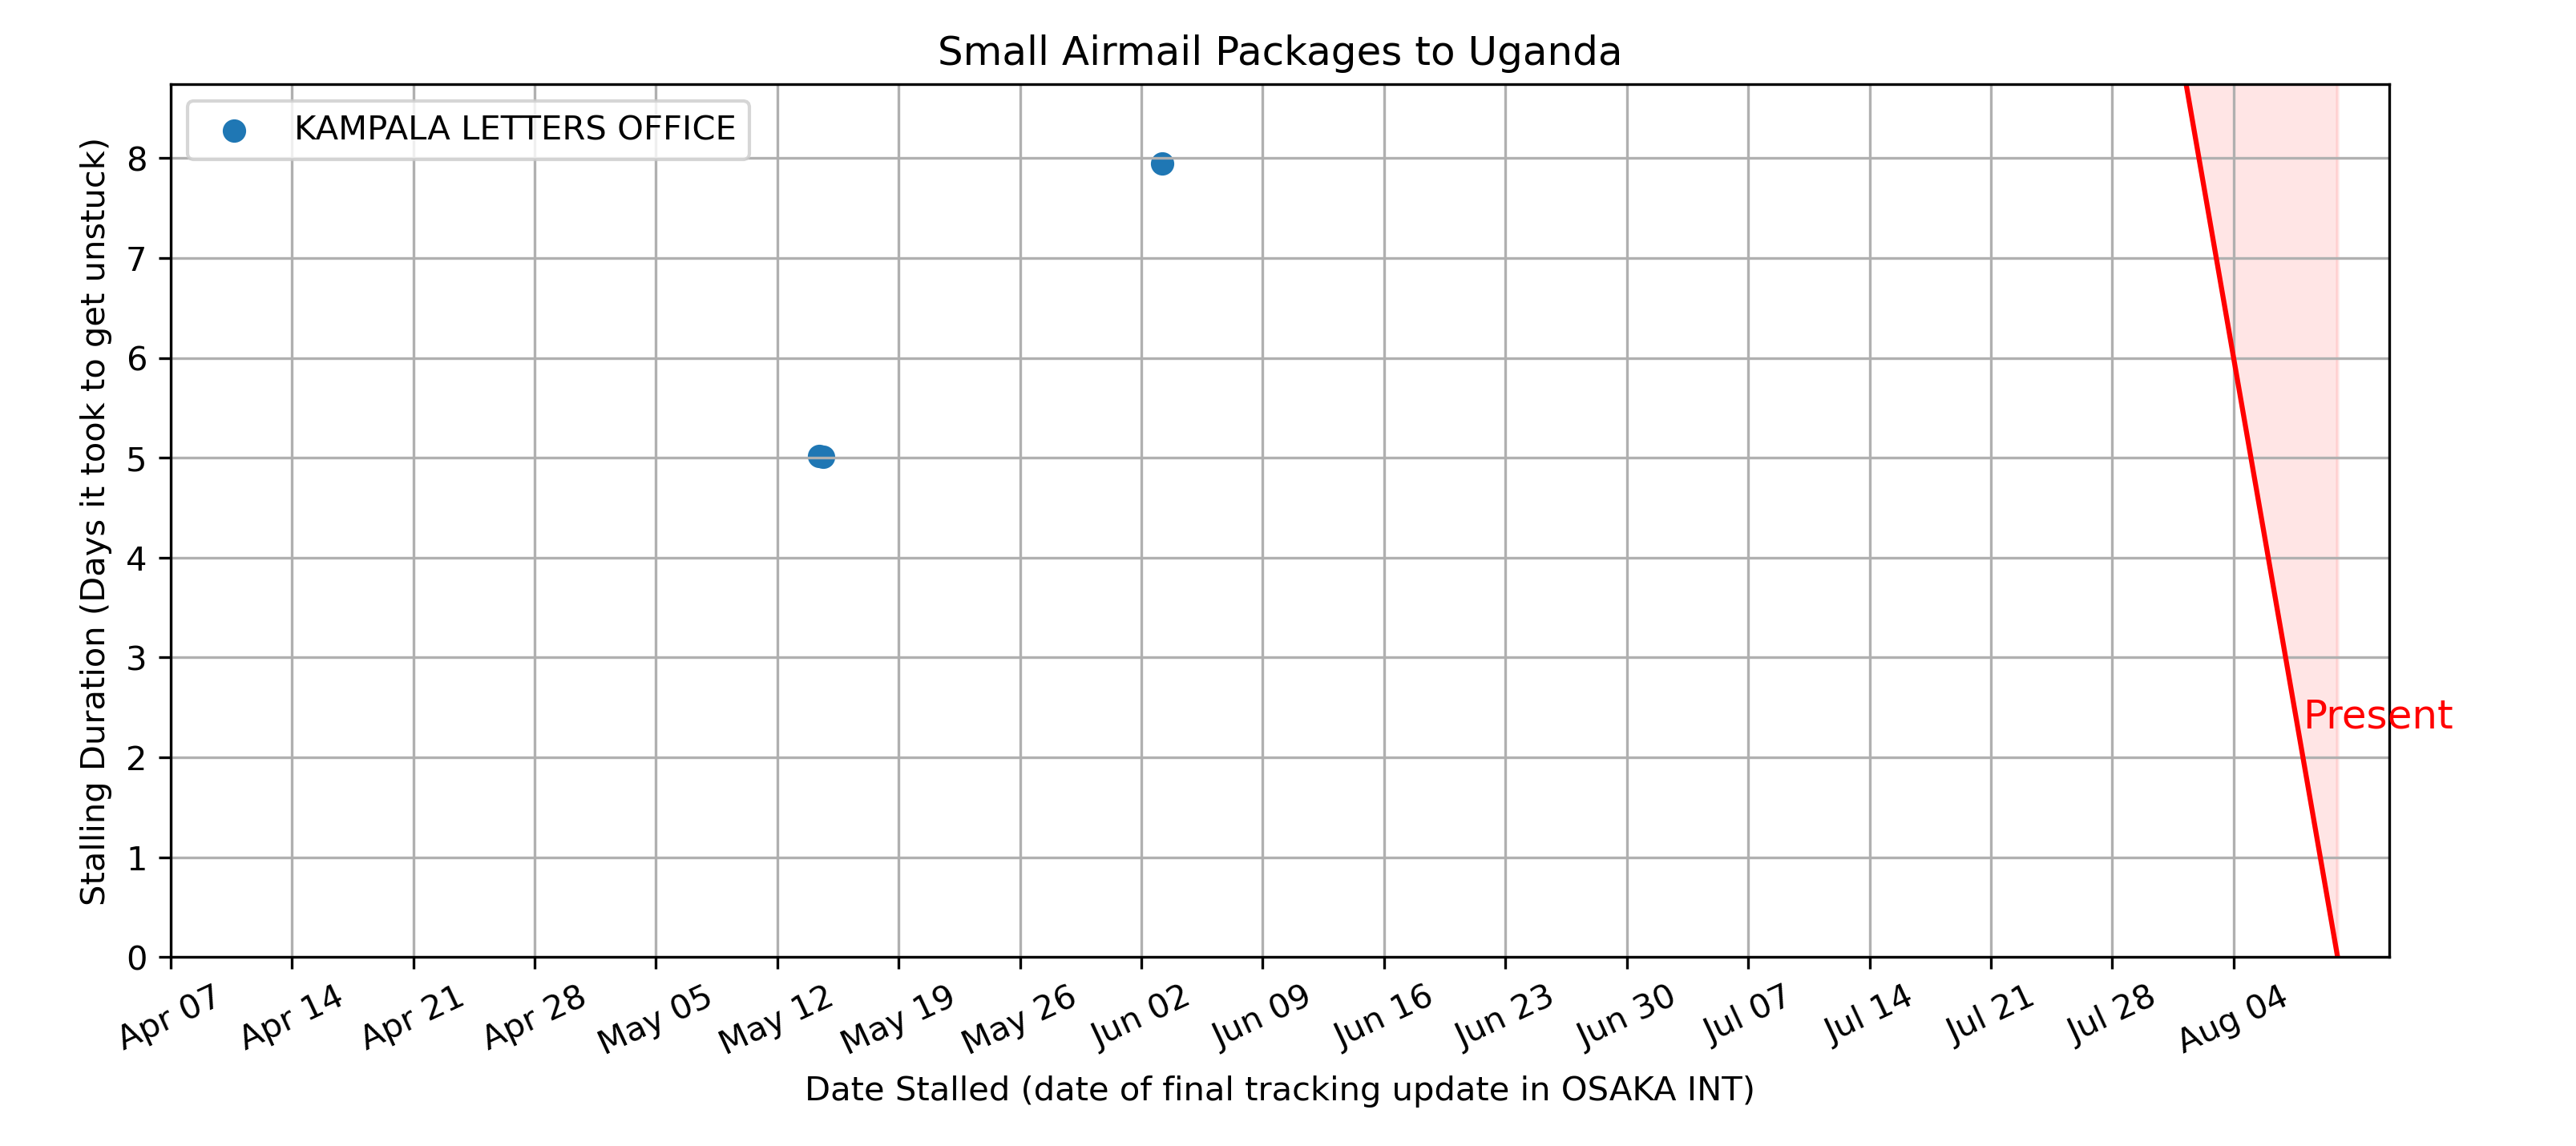 Small Airmail Packages to Uganda
KAMPALA LETTERS OFFICE
Stalling Duration (Days it took to get unstuck)
8
7
6
5
4
3
2
1
0
Present
Apr 07
Apr 14
Apr 21
Apr 28
May 05
May 12
May 19
May 26
Jun 02
Jun 09
Jun 16
Jun 23
Jun 30
Jul 07
Jul 14
Jul 21
Jul 28
Aug 04
Date Stalled (date of final tracking update in OSAKA INT)